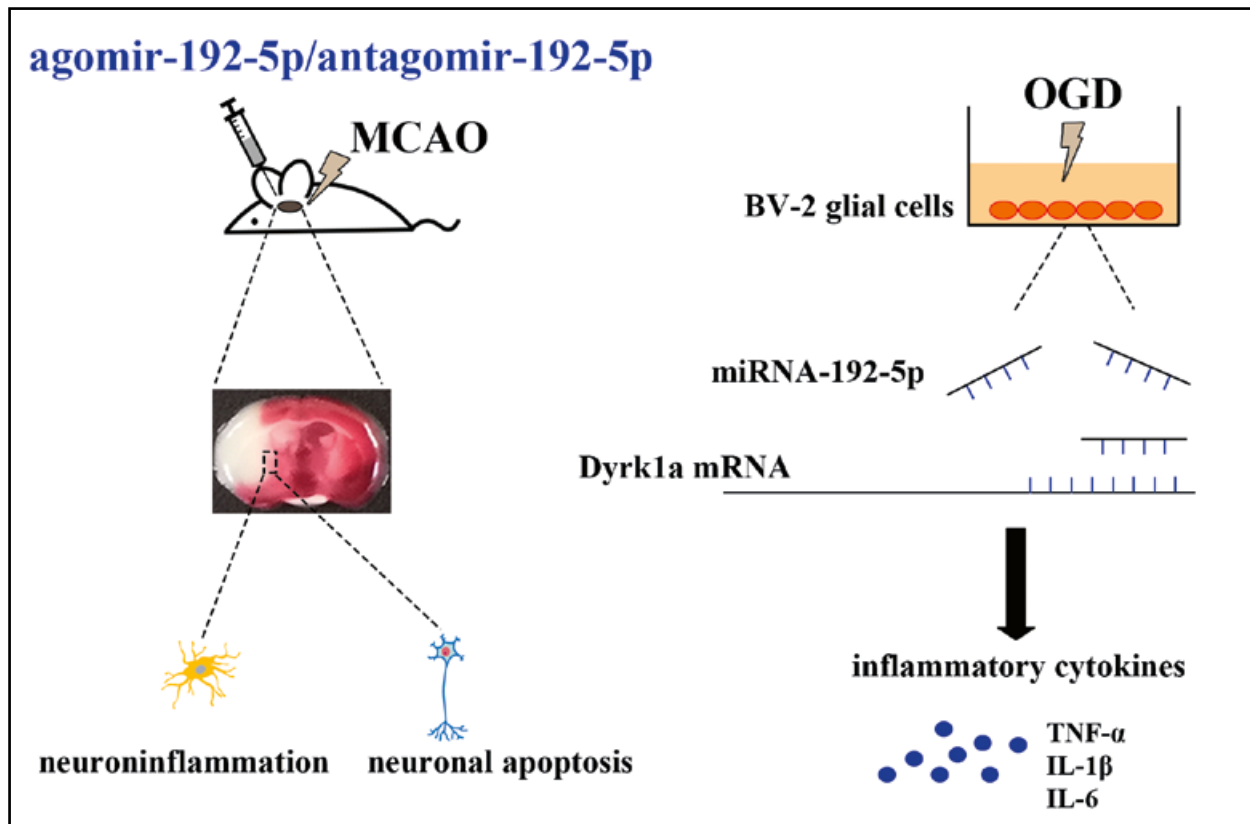 agomir-192-5p/antagomir-192-5p
MCAO
neuroinflammation
neuronal apoptosis
OGD
BV-2 glial cells
miRNA-192-5p
Dyrk1a mRNA
inflammatory cytokines
TNF-α
IL-1β
IL-6